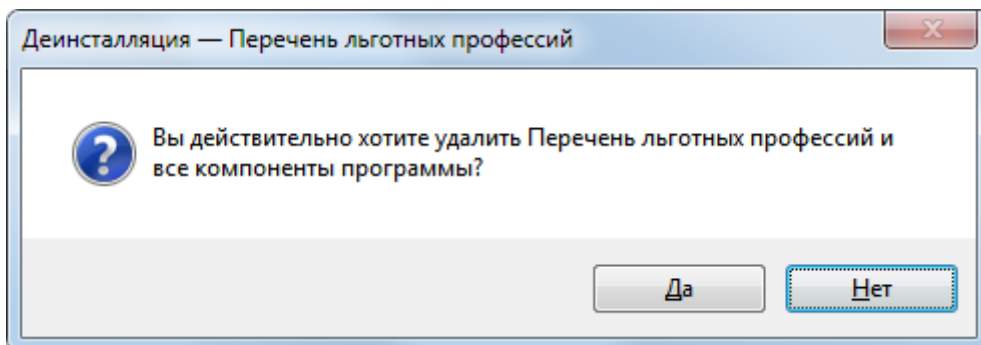 Деинсталляция — Перечень льготных профессий
Вы действительно хотите удалить Перечень льготных профессий и
все компоненты программы?
Да
Нет